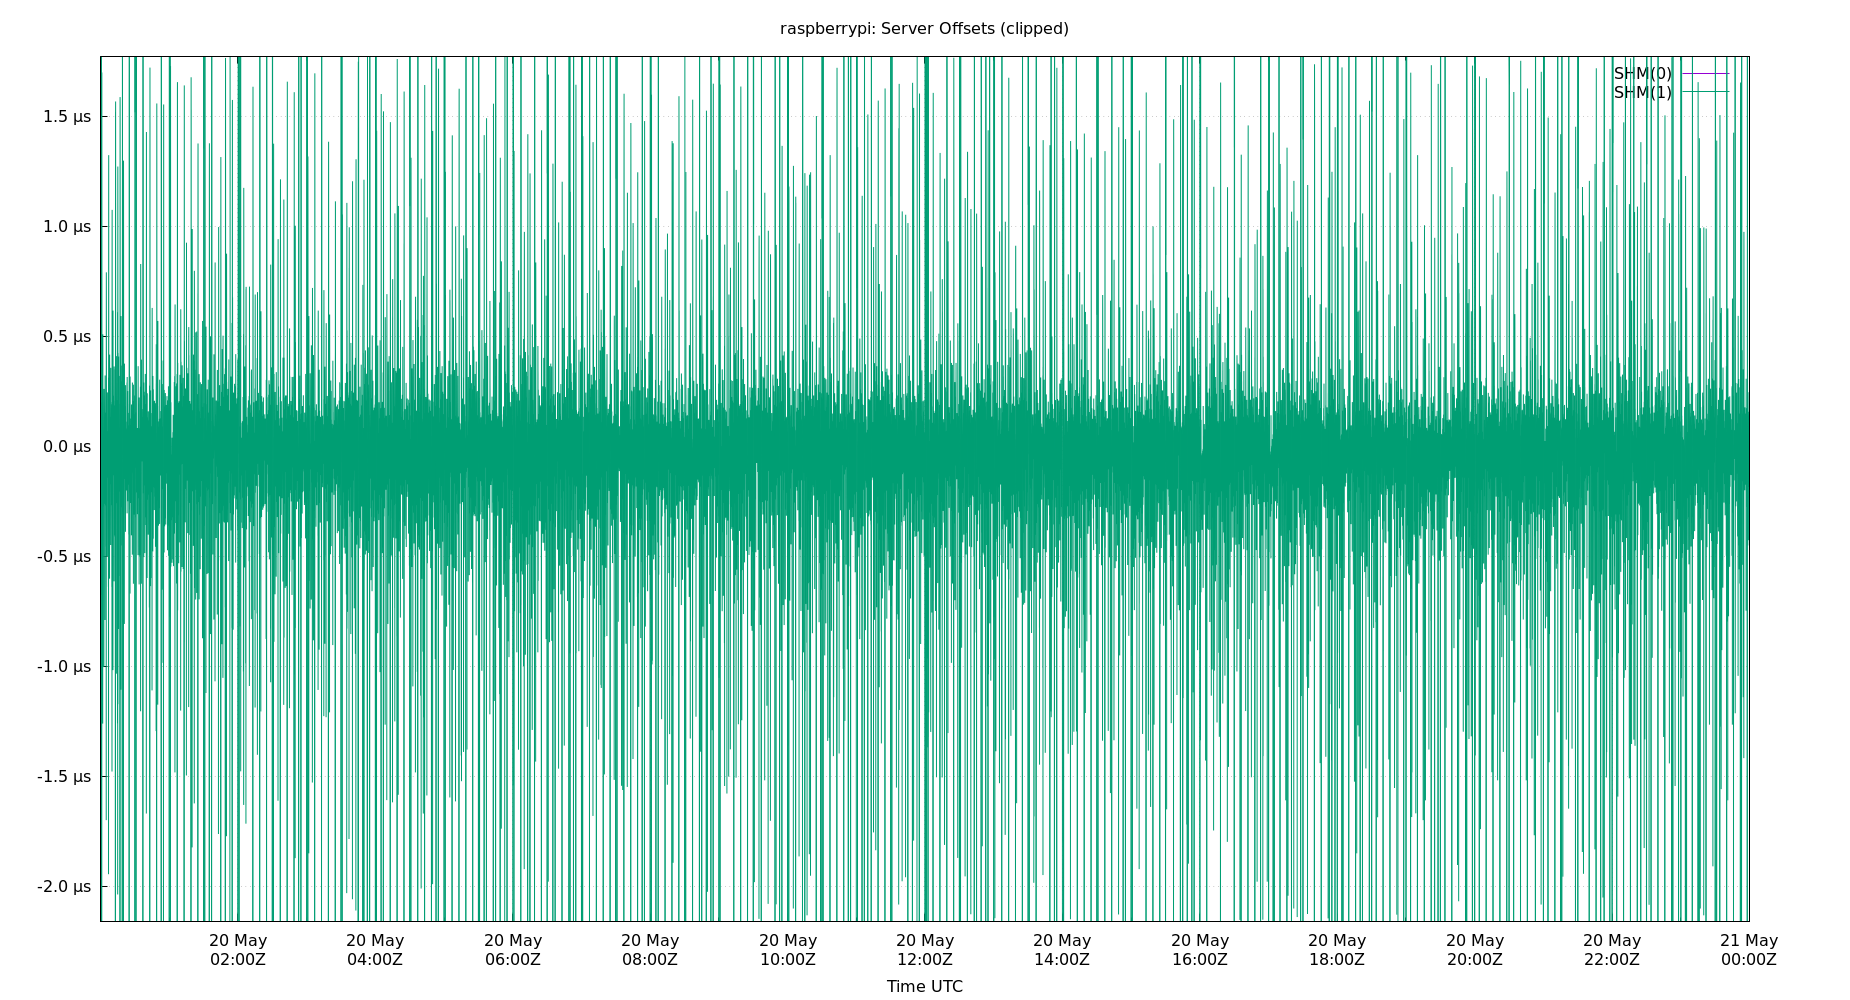 raspberrypi: Server Offsets (clipped)
SHM(0)
SHM(1)
1.5 µs
1.0 µs
0.5 µs
0.0 µs
-0.5 µs
-1.0 µs
-1.5 µs
-2.0 µs
20 May 20 May 20 May 20 May 20 May 20 May 20 May 20 May 20 May 20 May 20 May 21 May
02:00Z 04:00Z 06:00Z 08:00Z 10:00Z 12:00Z 14:00Z 16:00Z 18:00Z 20:00Z 22:00Z 00:00Z
Time UTC